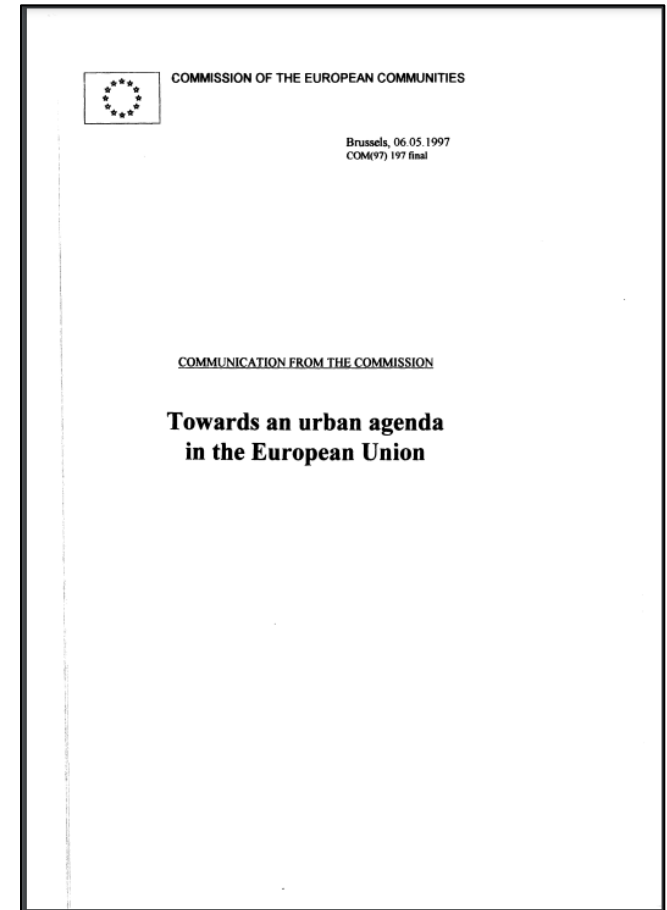 COMMISSION OF THE EUROPEAN COMMUNITIES
Brussels, 06.05.1997
COM(97) 197 final
COMMUNICATION FROM THE COMMISSION
Towards an urban agenda
in the European Union